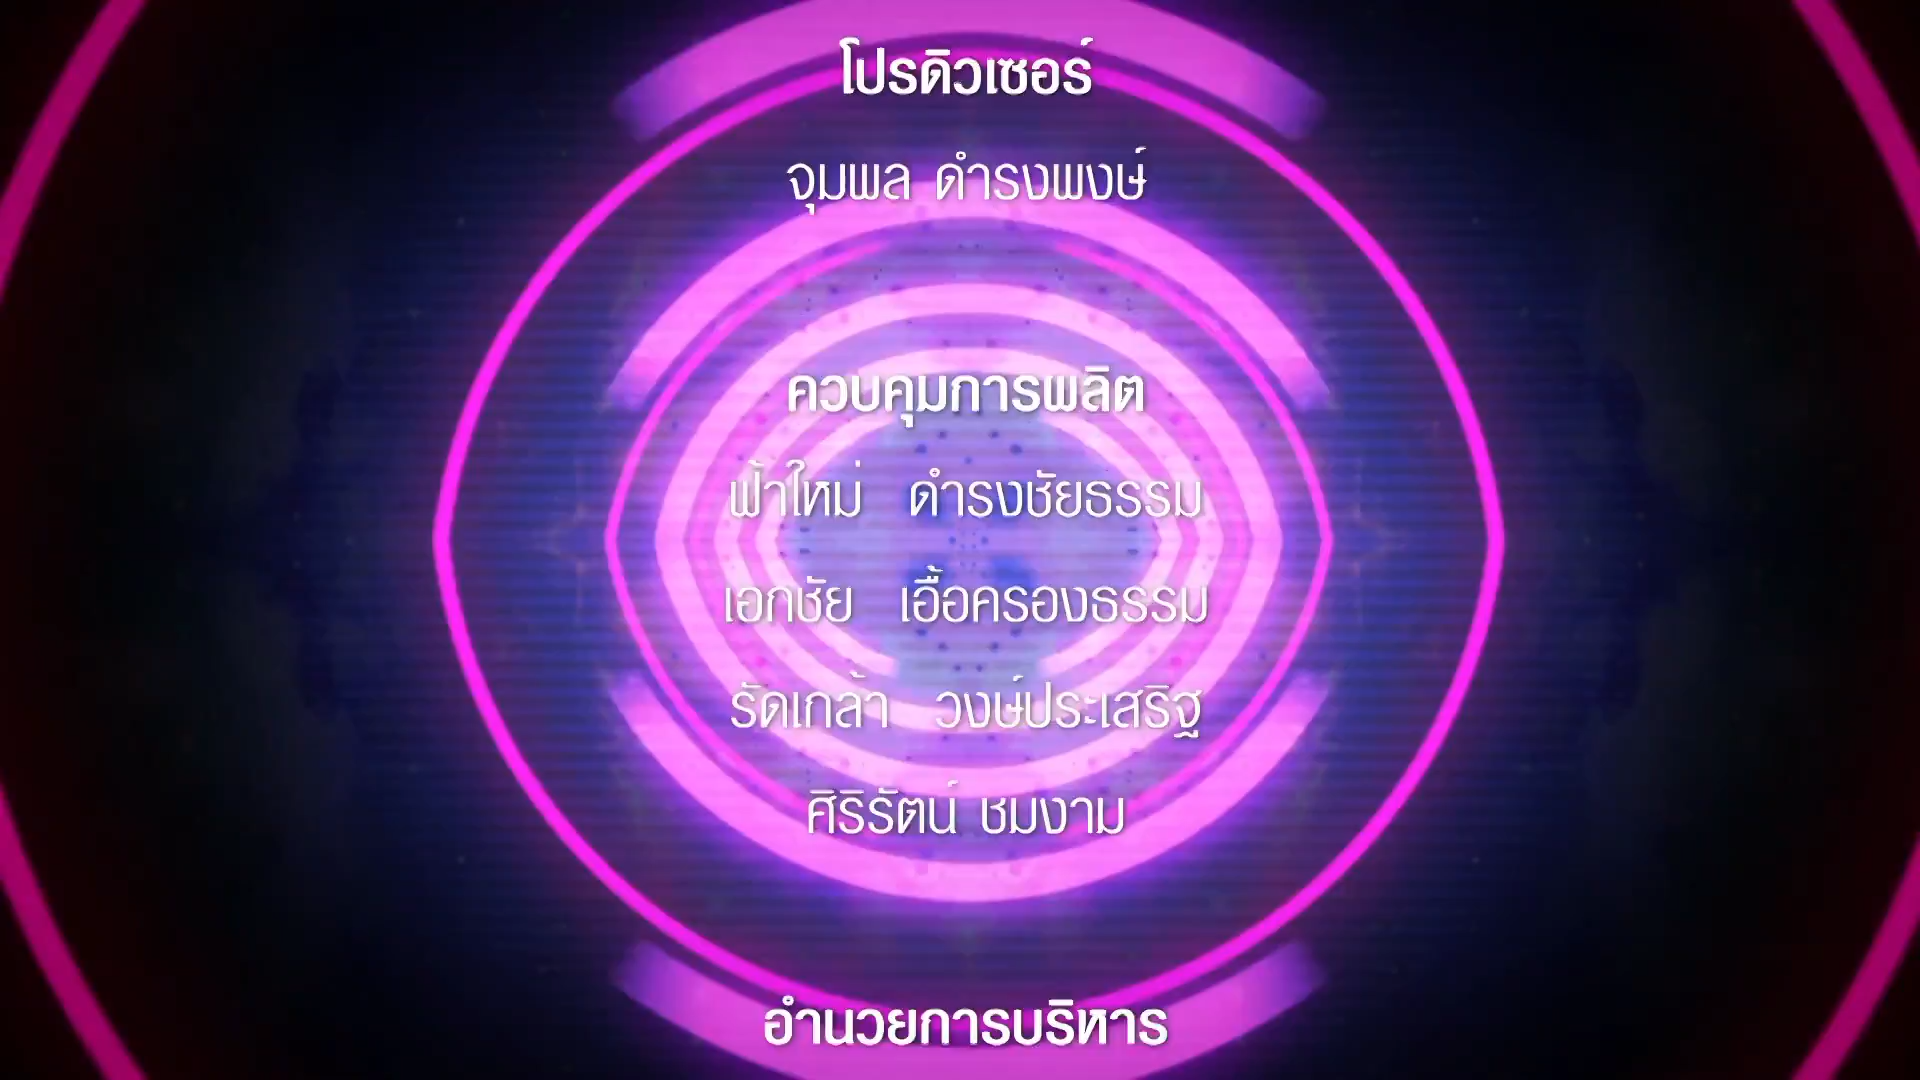 โปรดิวเซอร์
จุมพล ดำรงพงษ์
ควบคุมการผลิต
ฟ้าใหม่ ดำรงชัยธรรม
เอกชัย เอื้อครองธรรม
รัดเกล้า วงษ์ประเสริฐ
ศิริรัตน์ ชมงาม
อำนวยการบริหาร